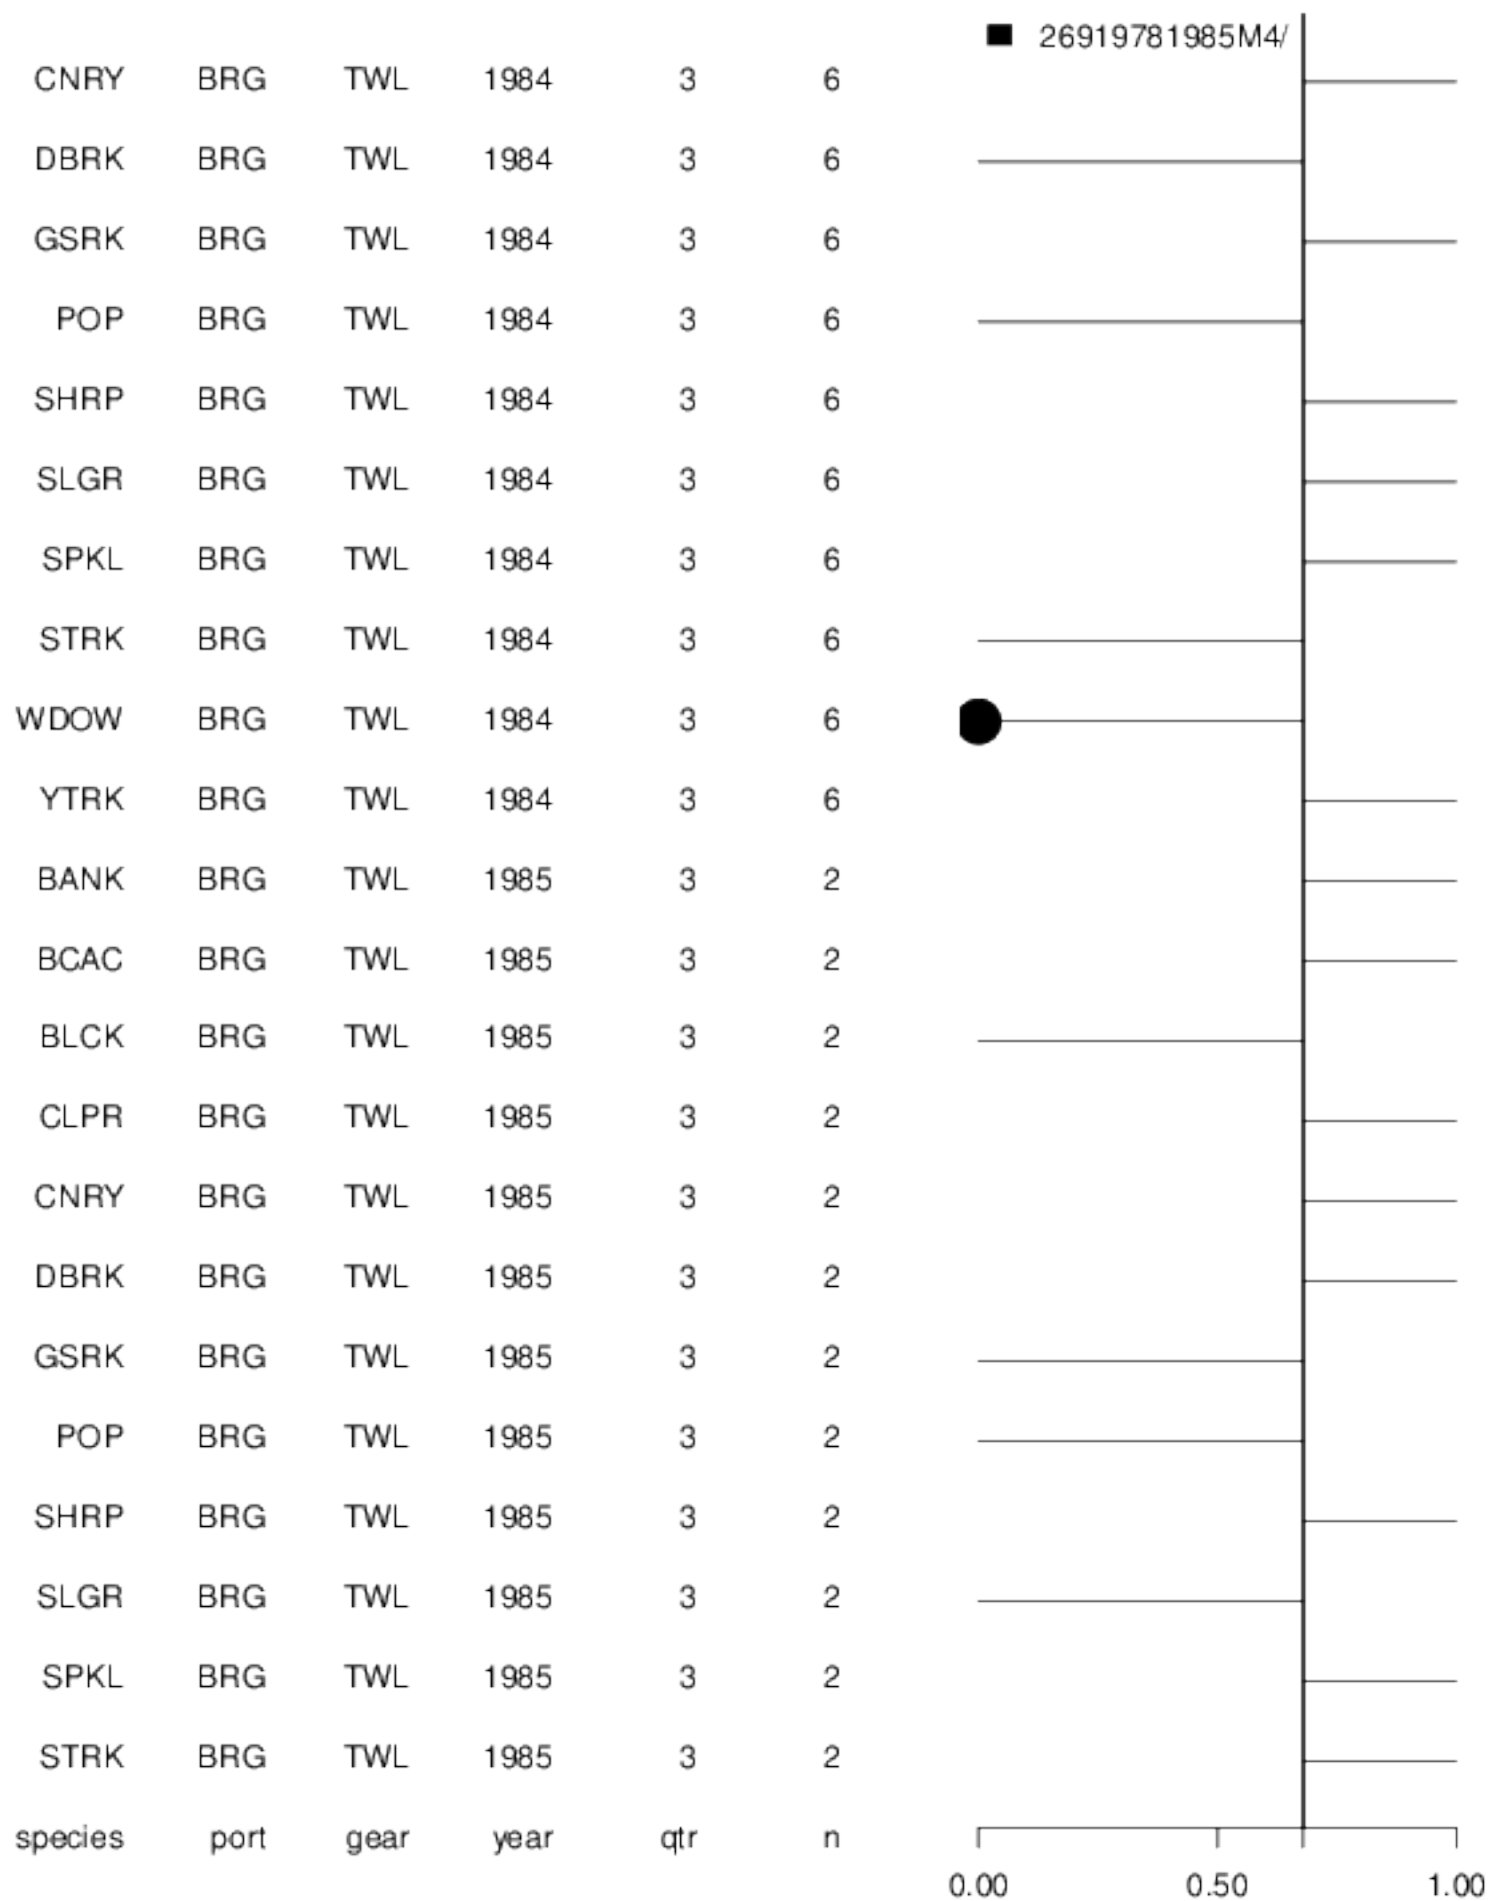 26919781985M4/
CNRY BRG TWL 1984 3 6
DBRK BRG TWL 1984 3 6
GSRK BRG TWL 1984 3 6
POP BRG TWL 1984 3 6
SHRP BRG TWL 1984 3 6
SLGR BRG TWL 1984 3 6
SPKL BRG TWL 1984 3 6
STRK BRG TWL 1984 3 6
WDOW BRG TWL 1984 3 6
YTRK BRG TWL 1984 3 6
BANK BRG TWL 1985 3 2
BCAC BRG TWL 1985 3 2
BLCK BRG TWL 1985 3 2
CLPR BRG TWL 1985 3 2
CNRY BRG TWL 1985 3 2
DBRK BRG TWL 1985 3 2
GSRK BRG TWL 1985 3 2
POP BRG TWL 1985 3 2
SHRP BRG TWL 1985 3 2
SLGR BRG TWL 1985 3 2
SPKL BRG TWL 1985 3 2
STRK BRG TWL 1985 3 2
species port gear year qtr n
0.00 0.50 1.00